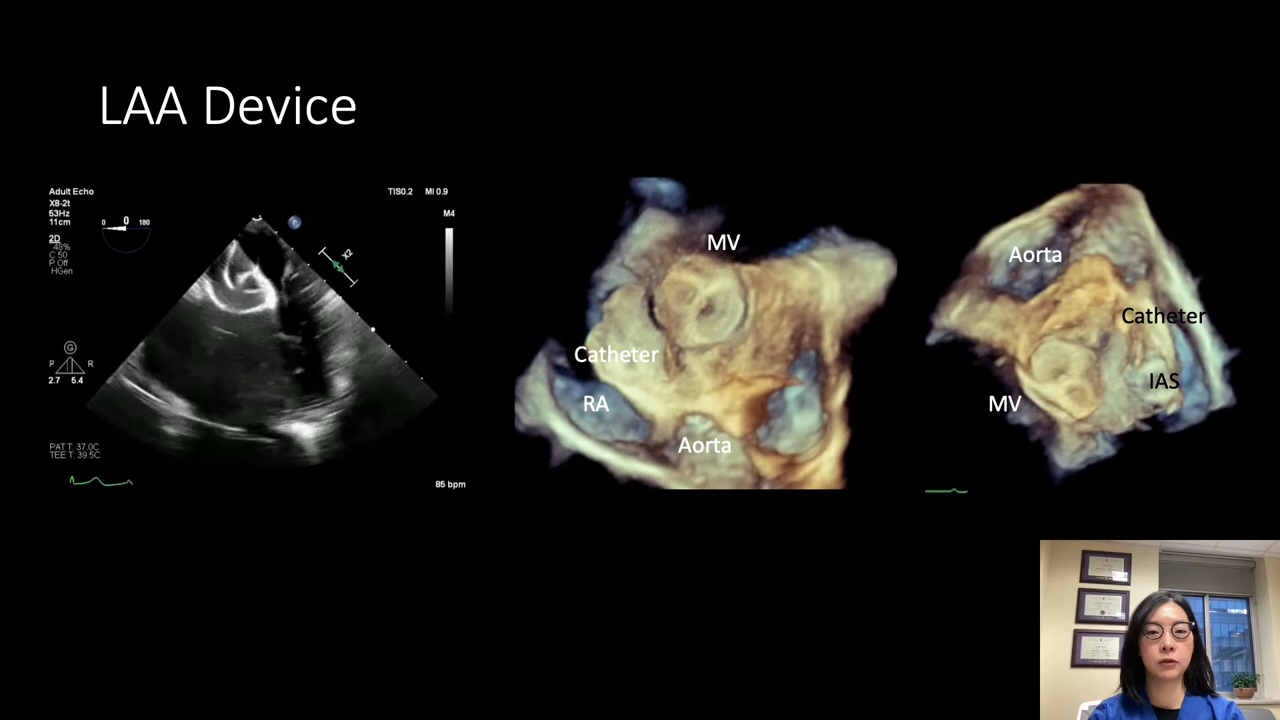 LAA Device
Adult Echo
X8-2t
53Hz
11cm
2D
48%
C 50
P Off
HGen
0 0 180
P
TIS0.2 MI 0.9
M4
x2
G
P R
2.7 5.4
PAT T: 37.0C
TEE T: 39.5C
85 bpm
MV
Catheter
RA
Aorta
Aorta
Catheter
IAS
MV